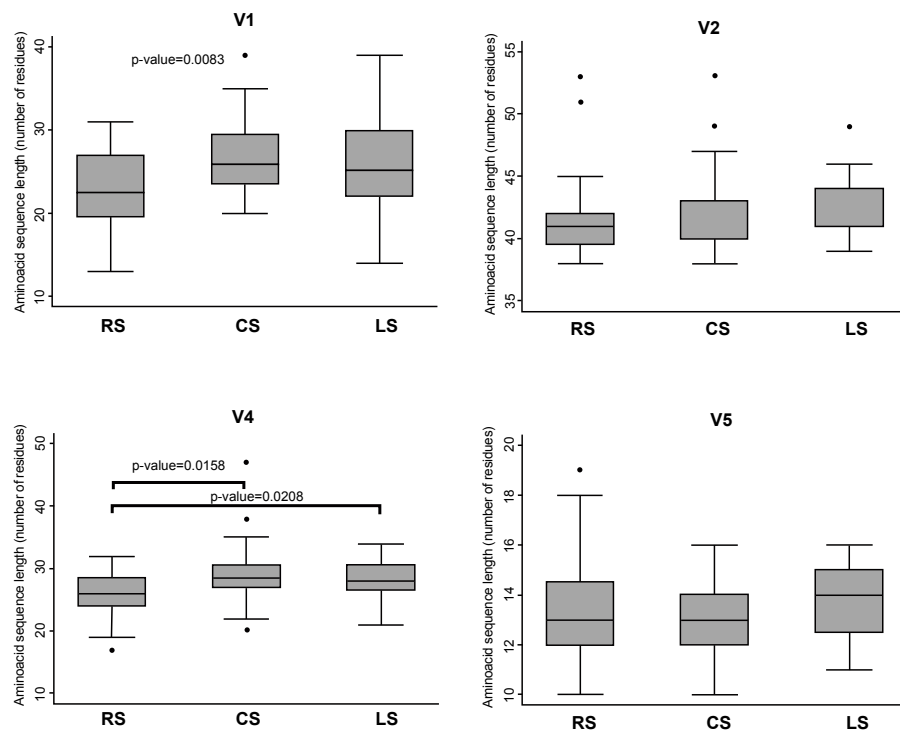 V1
Aminoacid sequence length (number of residues)
40
30
20
10
p-value=0.0083
RS CS LS
V2
Aminoacid sequence length (number of residues)
55
50
45
40
35
RS CS LS
V4
Aminoacid sequence length (number of residues)
50
40
30
20
10
p-value=0.0158
p-value=0.0208
RS CS LS
V5
Aminoacid sequence length (number of residues)
20
18
16
14
12
10
RS CS LS